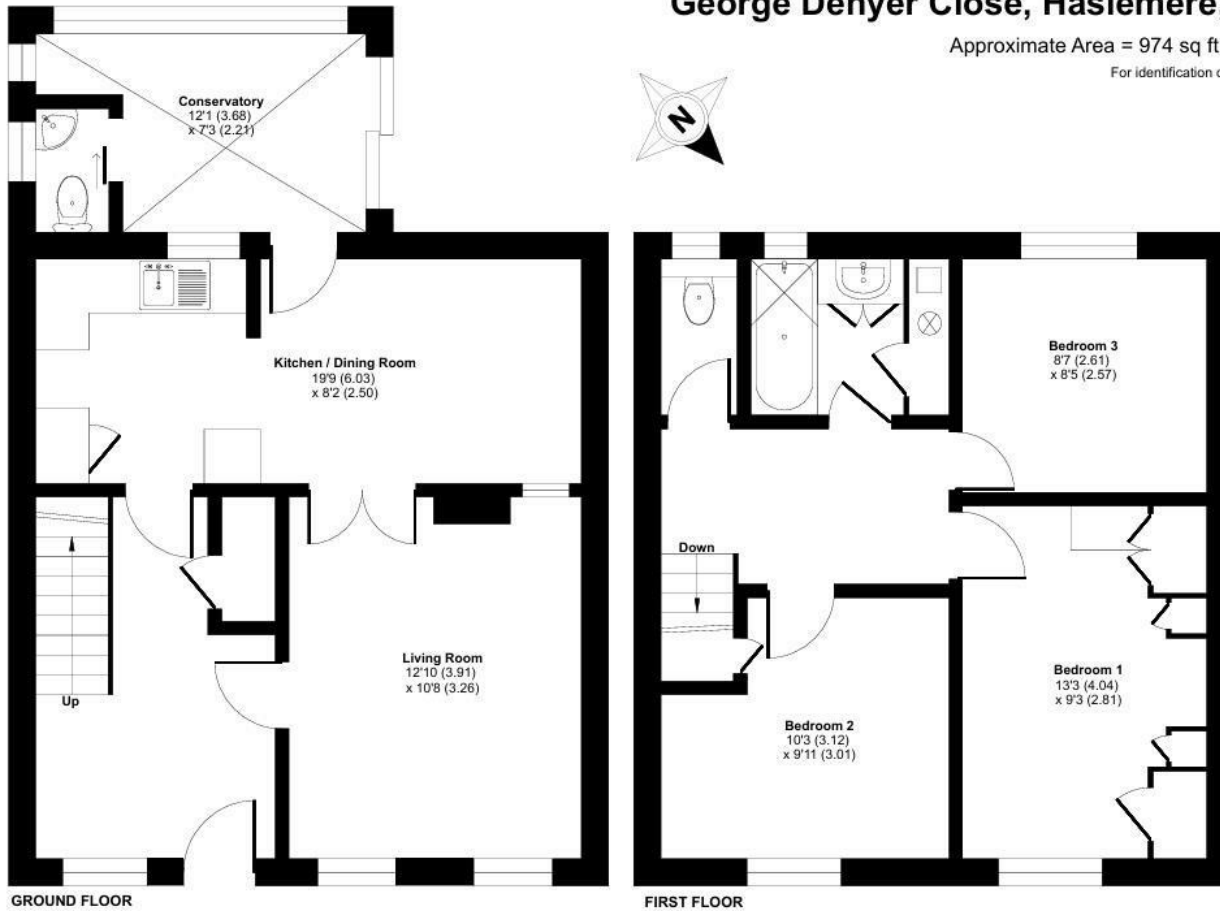 George Denyer Close, Haslemere,
Approximate Area = 974 sq ft
For identification
N
Conservatory
12'1 (3.68)
x 7'3 (2.21)
Kitchen / Dining Room
19'9 (6.03)
x 8'2 (2.50)
Living Room
12'10 (3.91)
x 10'8 (3.26)
Up
GROUND FLOOR
Bedroom 3
8'7 (2.61)
x 8'5 (2.57)
Down
Bedroom 1
13'3 (4.04)
x 9'3 (2.81)
Bedroom 2
10'3 (3.12)
x 9'11 (3.01)
FIRST FLOOR